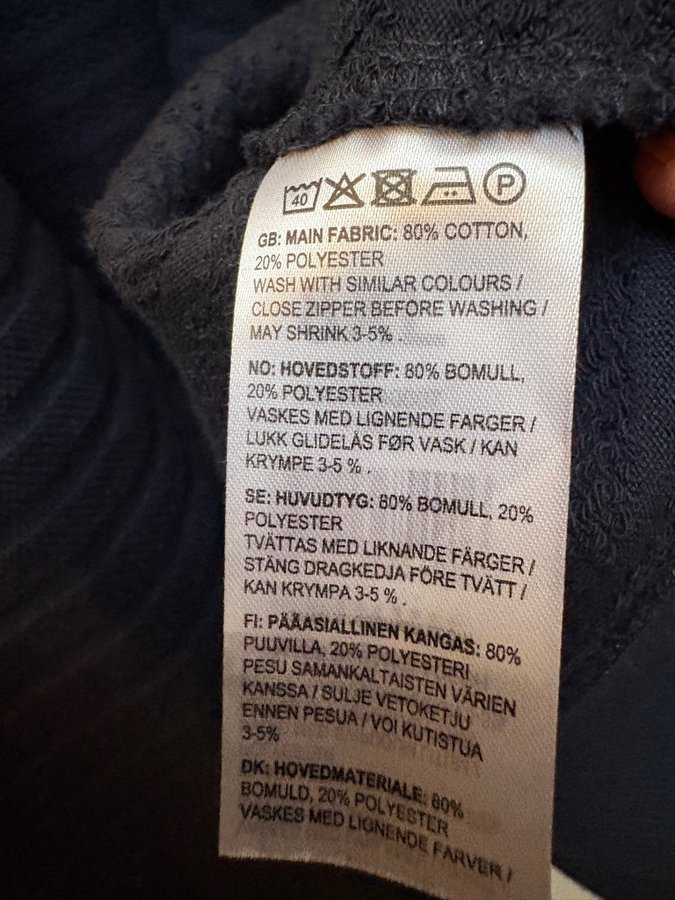 40 P
GB: MAIN FABRIC: 80% COTTON,
20% POLYESTER
WASH WITH SIMILAR COLOURS /
CLOSE ZIPPER BEFORE WASHING /
MAY SHRINK 3-5% .
NO: HOVEDSTOFF: 80% BOMULL,
20% POLYESTER
VASKES MED LIGNENDE FARGER /
LUKK GLIDELÅS FØR VASK / KAN
KRYMPE 3-5 % .
SE: HUVUDTYG: 80% BOMULL, 20%
POLYESTER
TVÄTTAS MED LIKNANDE FÄRGER /
STÄNG DRAGKEDJA FÖRE TVÄTT /
KAN KRYMPA 3-5 % .
FI: PÄÄASIALLINEN KANGAS: 80%
PUUVILLA, 20% POLYESTERI
PESU SAMANKALTAISTEN VÄRIEN
KANSSA / SULJE VETOKETJU
ENNEN PESUA / VOI KUTISTUA
3-5%
DK: HOVEDMATERIALE: 80%
BOMULD, 20% POLYESTER
VASKES MED LIGNENDE FARVER /